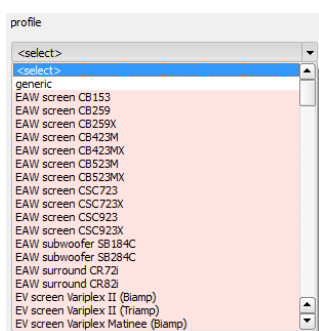 profile
<select>
<select>
generic
EAW screen CB153
EAW screen CB259
EAW screen CB259X
EAW screen CB423M
EAW screen CB423MX
EAW screen CB523M
EAW screen CB523MX
EAW screen CSC723
EAW screen CSC723X
EAW screen CSC923
EAW screen CSC923X
EAW subwoofer SB184C
EAW subwoofer SB284C
EAW surround CR72i
EAW surround CR82i
EV screen Variplex II (Biamp)
EV screen Variplex II (Triamp)
EV screen Variplex Matinee (Biamp)